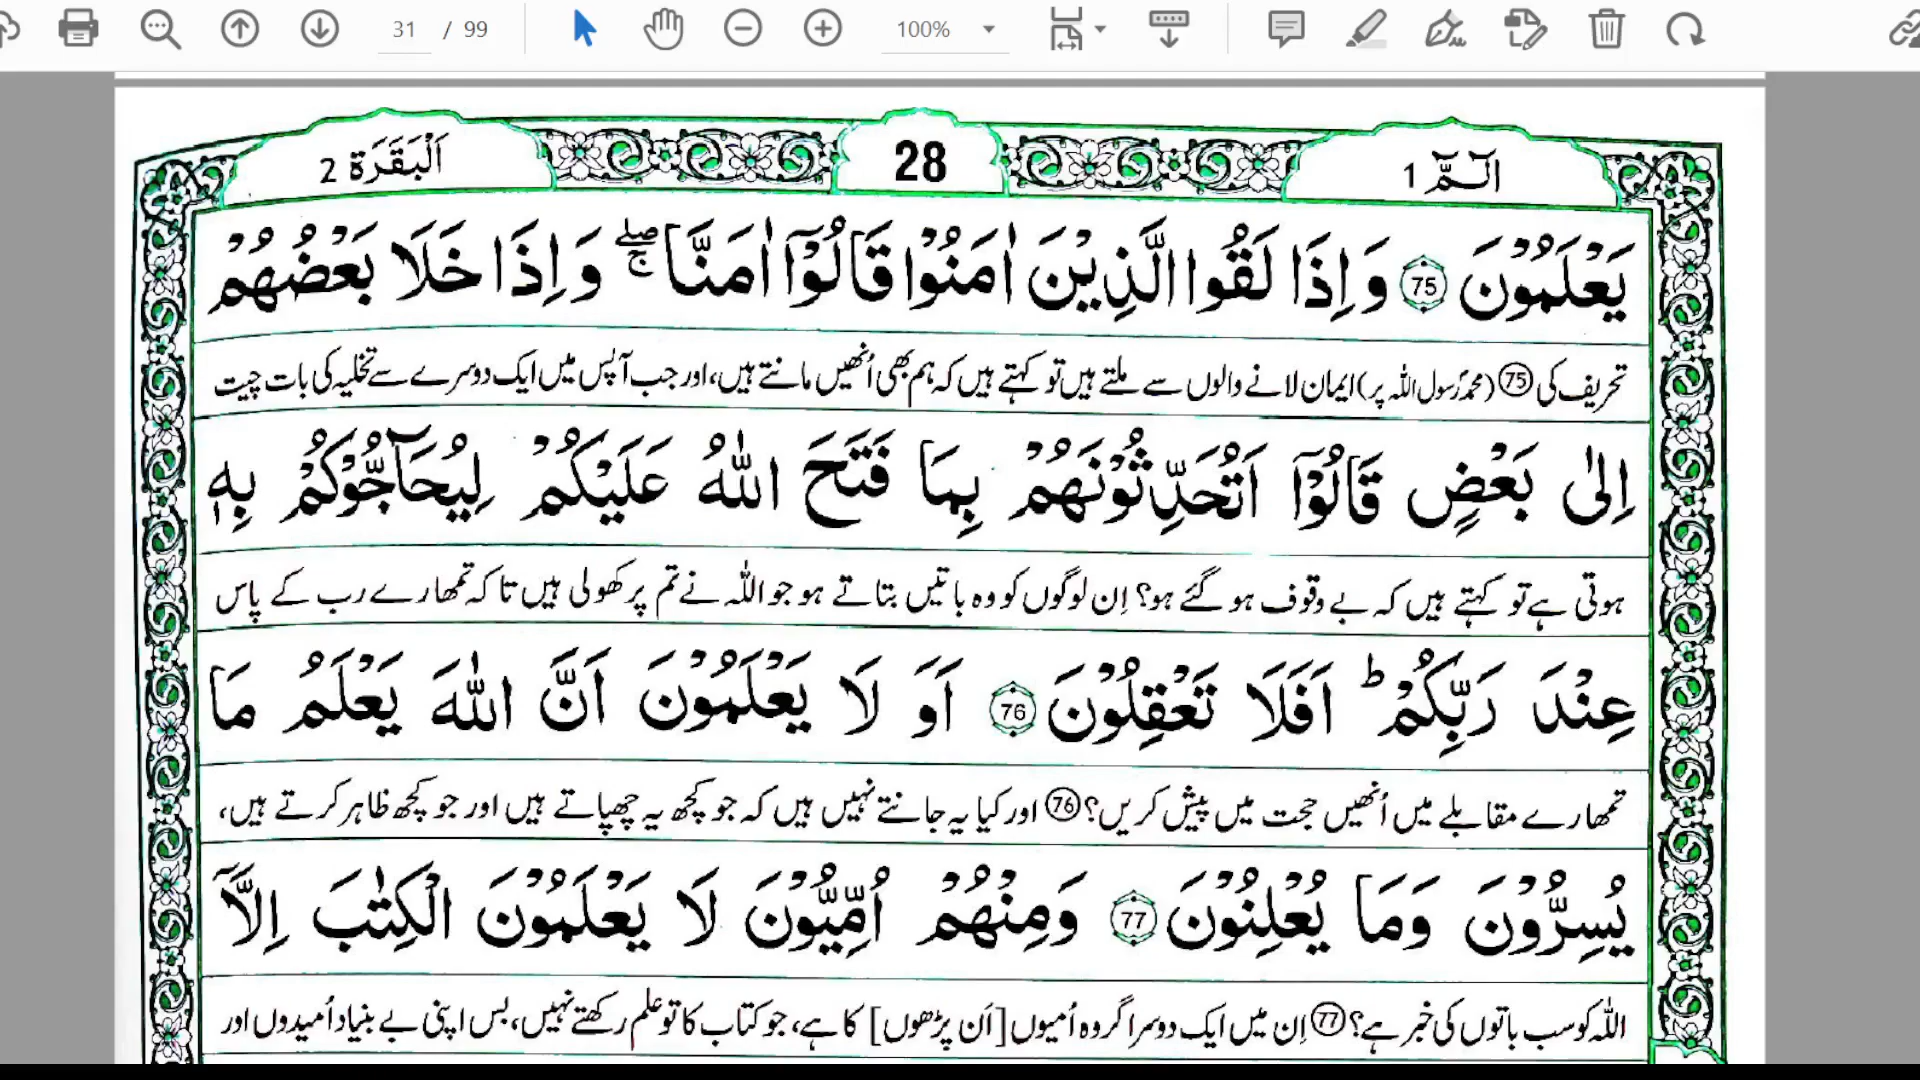 31 / 99 100%
اَلْبَقَرَة 2 28 الٓـمّٓ 1
يَعْلَمُوْنَ 75 وَاِذَا لَقُوا الَّذِيْنَ اٰمَنُوْا قَالُوْٓا اٰمَنَّا ۖۚ وَاِذَا خَلَا بَعْضُهُمْ
تحریف کی 75 (محمدؐ رسول اللہ پر) ایمان لانے والوں سے ملتے ہیں تو کہتے ہیں کہ ہم بھی اُنھیں مانتے ہیں، اور جب آپس میں ایک دوسرے سے تخلیہ کی بات چیت
اِلٰى بَعْضٍ قَالُوْٓا اَتُحَدِّثُوْنَهُمْ بِمَا فَتَحَ اللّٰهُ عَلَيْكُمْ لِيُحَآجُّوْكُمْ بِهٖ
ہوتی ہے تو کہتے ہیں کہ بے وقوف ہو گئے ہو؟ اِن لوگوں کو وہ باتیں بتاتے ہو جو اللہ نے تم پر کھولی ہیں تا کہ تمھارے رب کے پاس
عِنْدَ رَبِّكُمْ ؕ اَفَلَا تَعْقِلُوْنَ 76 اَوَ لَا يَعْلَمُوْنَ اَنَّ اللّٰهَ يَعْلَمُ مَا
تمھارے مقابلے میں اُنھیں حجت میں پیش کریں؟ 76 اور کیا یہ جانتے نہیں ہیں کہ جو کچھ یہ چھپاتے ہیں اور جو کچھ ظاہر کرتے ہیں،
يُسِرُّوْنَ وَمَا يُعْلِنُوْنَ 77 وَمِنْهُمْ اُمِّيُّوْنَ لَا يَعْلَمُوْنَ الْكِتٰبَ اِلَّآ
اللہ کو سب باتوں کی خبر ہے؟ 77 اِن میں ایک دوسرا گروہ اُمیوں [اَن پڑھوں] کا ہے، جو کتاب کا تو علم رکھتے نہیں، بس اپنی بے بنیاد اُمیدوں اور